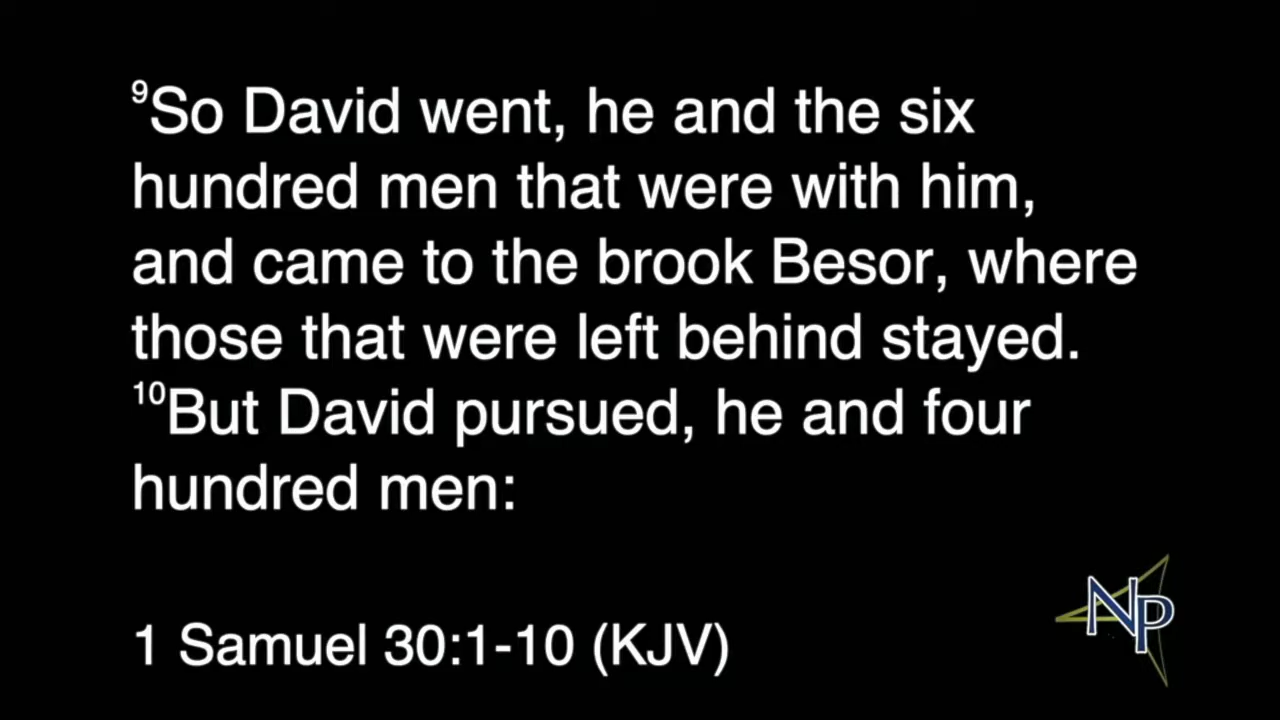 ⁹So David went, he and the six
hundred men that were with him,
and came to the brook Besor, where
those that were left behind stayed.
¹⁰But David pursued, he and four
hundred men:
1 Samuel 30:1-10 (KJV)
NP